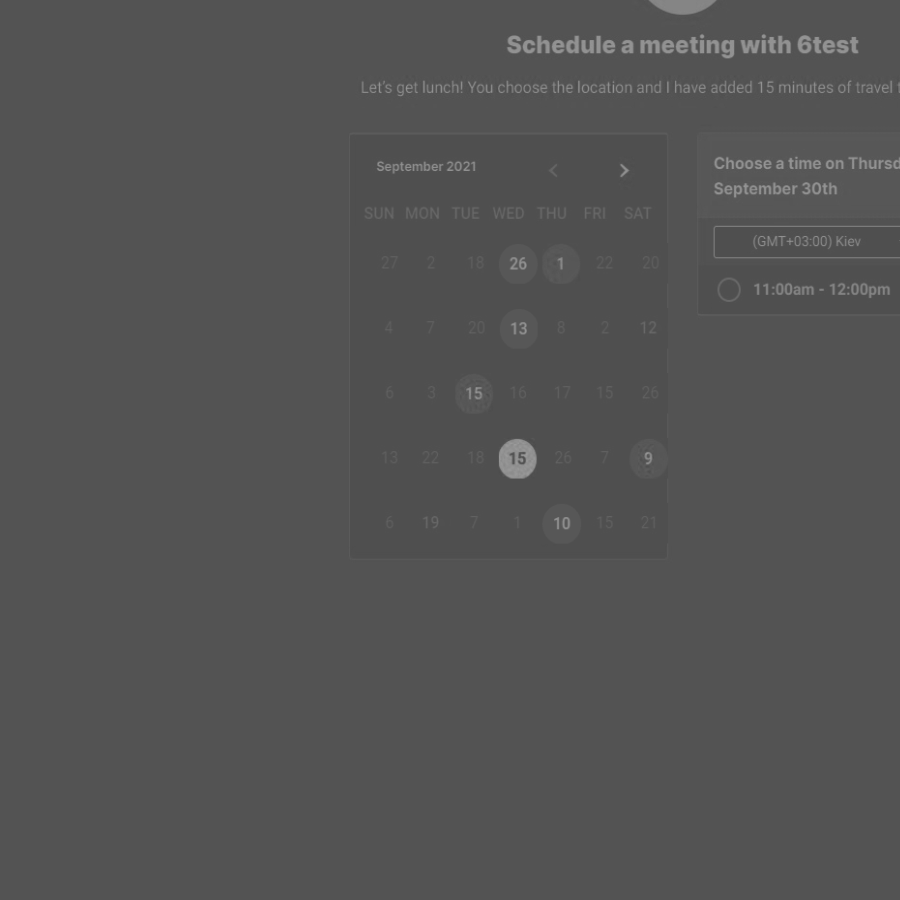 Schedule a meeting with 6test
Let's get lunch! You choose the location and I have added 15 minutes of travel
September 2021
SUN MON TUE WED THU FRI SAT
27 2 18 26 1 22 20
4 7 20 13 8 2 12
6 3 15 16 17 15 26
13 22 18 15 26 7 9
6 19 7 1 10 15 21
Choose a time on Thursd
September 30th
(GMT+03:00) Kiev
11:00am - 12:00pm